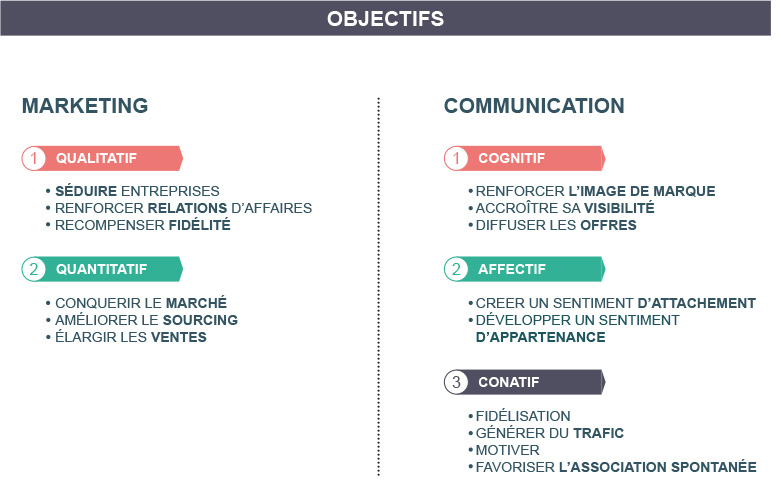 OBJECTIFS
MARKETING
1 QUALITATIF
• SÉDUIRE ENTREPRISES
• RENFORCER RELATIONS D'AFFAIRES
• RECOMPENSER FIDÉLITÉ
2 QUANTITATIF
• CONQUERIR LE MARCHÉ
• AMÉLIORER LE SOURCING
• ÉLARGIR LES VENTES
COMMUNICATION
1 COGNITIF
• RENFORCER L'IMAGE DE MARQUE
• ACCROÎTRE SA VISIBILITÉ
• DIFFUSER LES OFFRES
2 AFFECTIF
• CREER UN SENTIMENT D'ATTACHEMENT
• DÉVELOPPER UN SENTIMENT
D'APPARTENANCE
3 CONATIF
• FIDÉLISATION
• GÉNÉRER DU TRAFIC
• MOTIVER
• FAVORISER L'ASSOCIATION SPONTANÉE